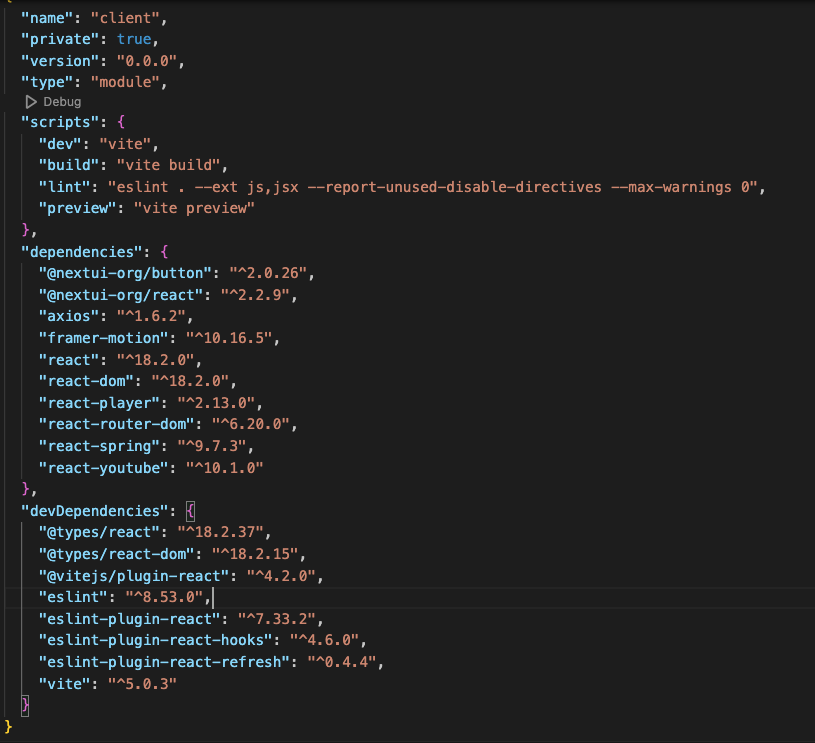 "name": "client",
"private": true,
"version": "0.0.0",
"type": "module",
Debug
"scripts": {
"dev": "vite",
"build": "vite build",
"lint": "eslint . --ext js,jsx --report-unused-disable-directives --max-warnings 0",
"preview": "vite preview"
},
"dependencies": {
"@nextui-org/button": "^2.0.26",
"@nextui-org/react": "^2.2.9",
"axios": "^1.6.2",
"framer-motion": "^10.16.5",
"react": "^18.2.0",
"react-dom": "^18.2.0",
"react-player": "^2.13.0",
"react-router-dom": "^6.20.0",
"react-spring": "^9.7.3",
"react-youtube": "^10.1.0"
},
"devDependencies": {
"@types/react": "^18.2.37",
"@types/react-dom": "^18.2.15",
"@vitejs/plugin-react": "^4.2.0",
"eslint": "^8.53.0",
"eslint-plugin-react": "^7.33.2",
"eslint-plugin-react-hooks": "^4.6.0",
"eslint-plugin-react-refresh": "^0.4.4",
"vite": "^5.0.3"
}
}